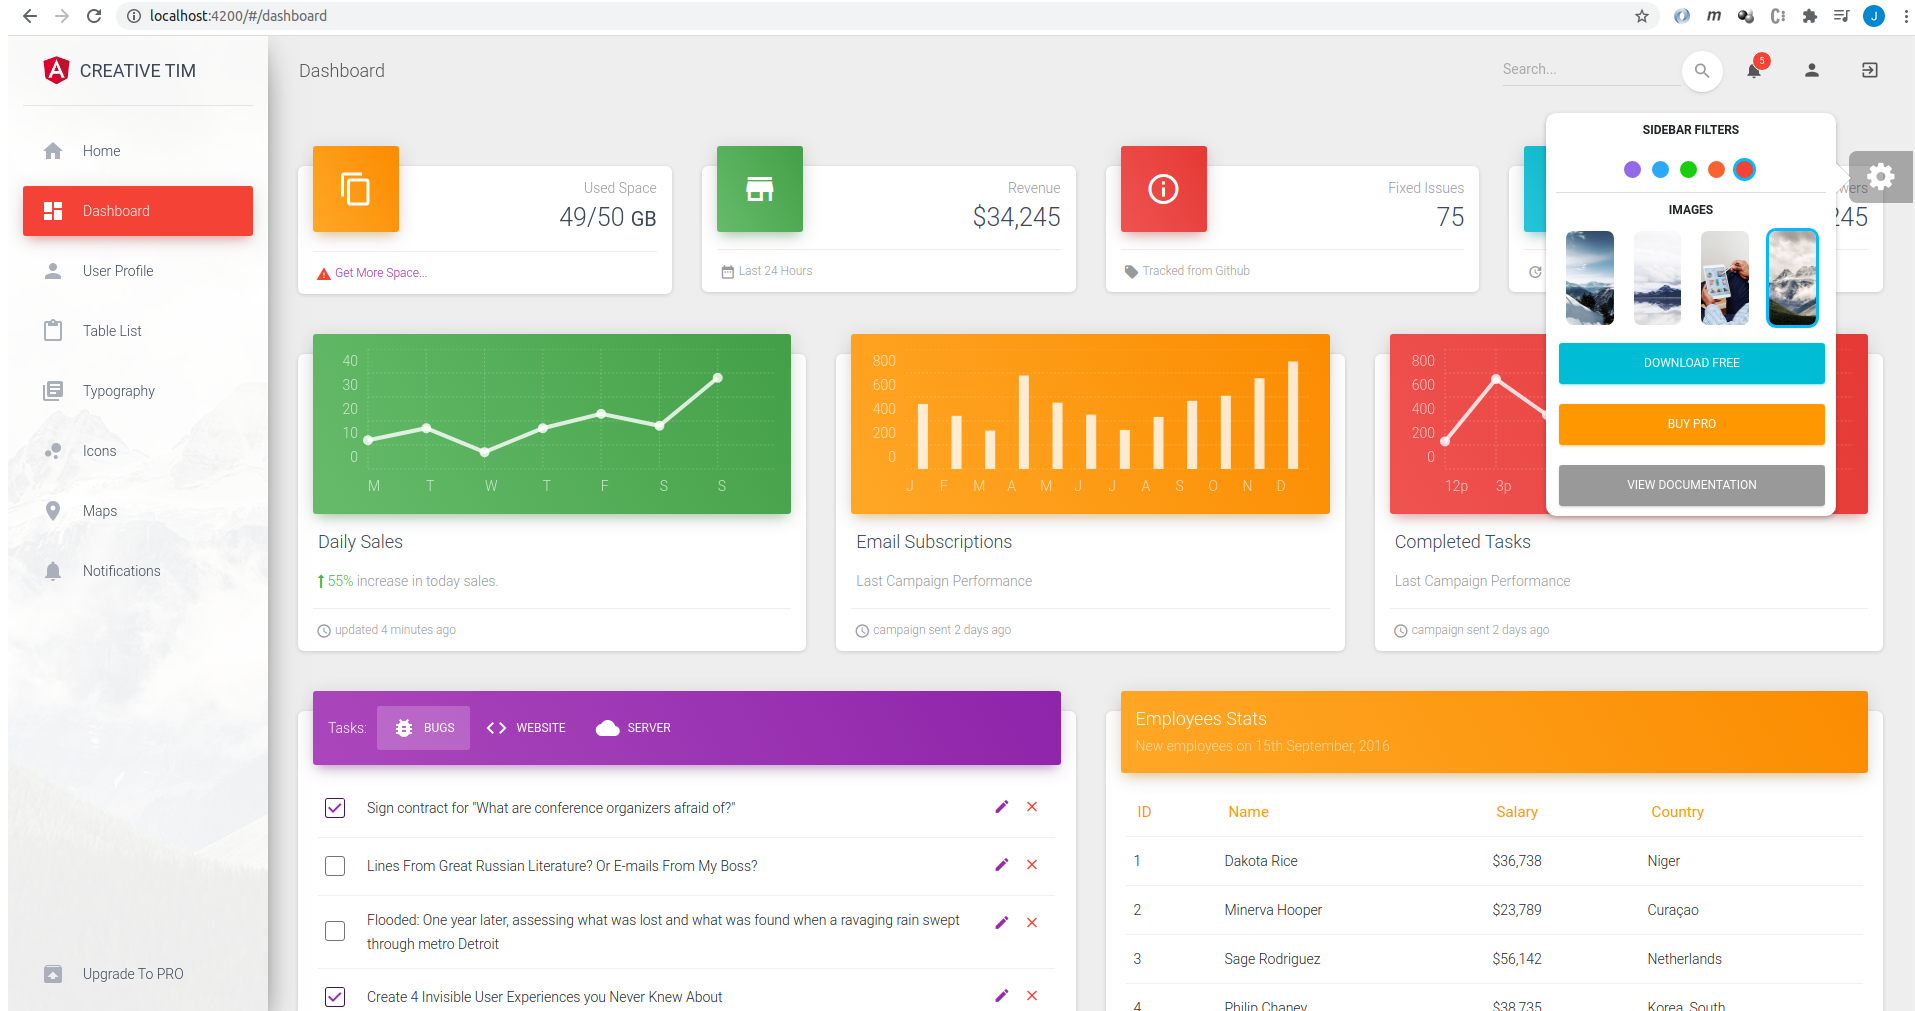 localhost:4200/#/dashboard
J
CREATIVE TIM
Home
Dashboard
User Profile
Table List
Typography
Icons
Maps
Notifications
Upgrade To PRO
Dashboard
Search...
5
Used Space
49/50 GB
Get More Space...
Revenue
$34,245
Last 24 Hours
Fixed Issues
75
Tracked from Github
wers
245
SIDEBAR FILTERS
IMAGES
DOWNLOAD FREE
BUY PRO
VIEW DOCUMENTATION
40
30
20
10
0
M T W T F S S
Daily Sales
55% increase in today sales.
updated 4 minutes ago
800
600
400
200
0
J F M A M J J A S O N D
Email Subscriptions
Last Campaign Performance
campaign sent 2 days ago
800
600
400
200
0
12p 3p
Completed Tasks
Last Campaign Performance
campaign sent 2 days ago
Tasks: BUGS WEBSITE SERVER
Sign contract for "What are conference organizers afraid of?"
Lines From Great Russian Literature? Or E-mails From My Boss?
Flooded: One year later, assessing what was lost and what was found when a ravaging rain swept
through metro Detroit
Create 4 Invisible User Experiences you Never Knew About
Employees Stats
New employees on 15th September, 2016
ID Name Salary Country
1 Dakota Rice $36,738 Niger
2 Minerva Hooper $23,789 Curaçao
3 Sage Rodriguez $56,142 Netherlands
4 Philip Chaney $38,735 Korea, South